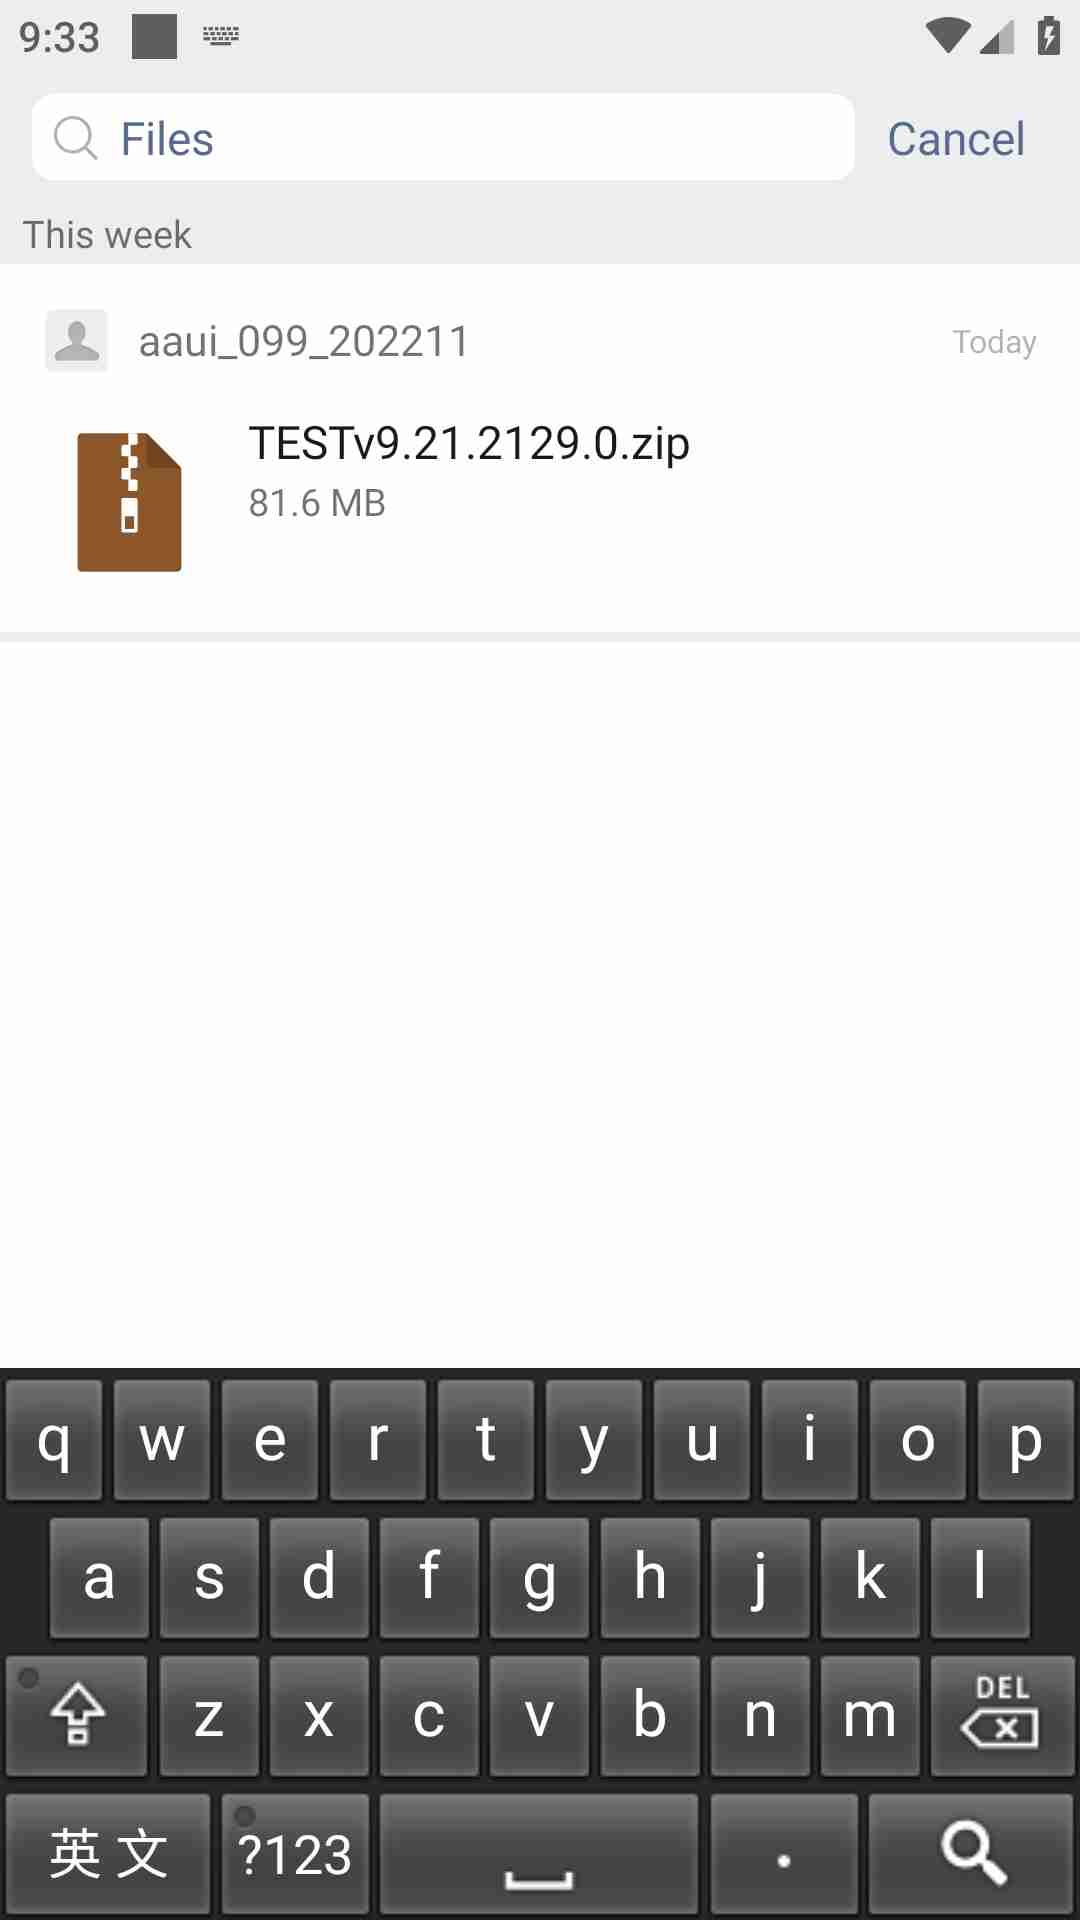 9:33
Files
Cancel
This week
aaui_099_202211
Today
TESTv9.21.2129.0.zip
81.6 MB
q w e r t y u i o p
a s d f g h j k l
z x c v b n m DEL
英文 ?123 .